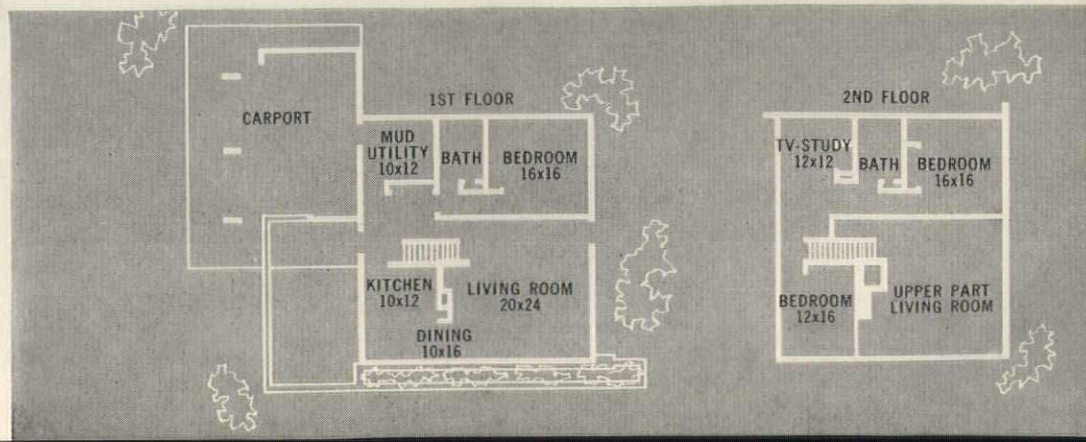 1ST FLOOR
CARPORT
MUD
UTILITY
10x12
BATH
BEDROOM
16x16
KITCHEN
10x12
LIVING ROOM
20x24
DINING
10x16
2ND FLOOR
TV-STUDY
12x12
BATH
BEDROOM
16x16
BEDROOM
12x16
UPPER PART
LIVING ROOM